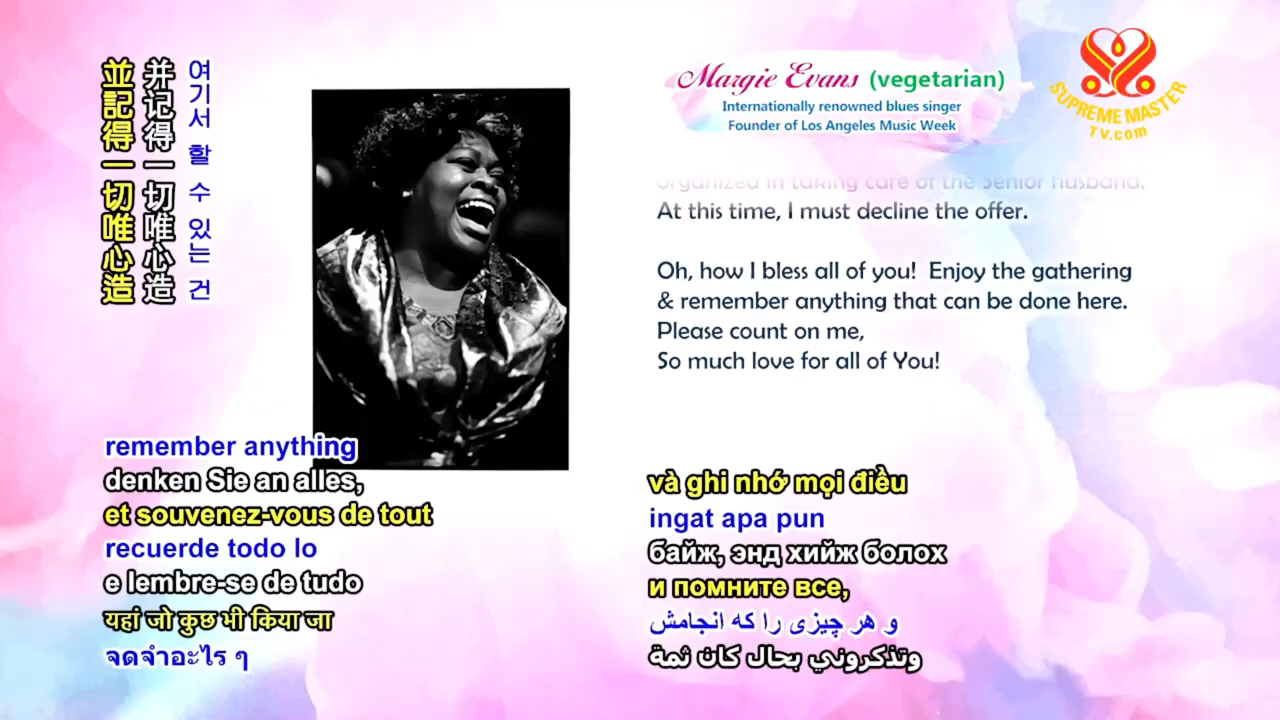 並記得一切唯心造
并记得一切唯心造
여기서 할 수 있는 건
Margie Evans (vegetarian)
Internationally renowned blues singer
Founder of Los Angeles Music Week
SUPREME MASTER
TV.com
organized in taking care of the Senior husband.
At this time, I must decline the offer.
Oh, how I bless all of you!  Enjoy the gathering
& remember anything that can be done here.
Please count on me,
So much love for all of You!
remember anything
denken Sie an alles,
et souvenez-vous de tout
recuerde todo lo
e lembre-se de tudo
यहां जो कुछ भी किया जा
จดจำอะไร ๆ
và ghi nhớ mọi điều
ingat apa pun
байж, энд хийж болох
и помните все,
و هر چیزی را که انجامش
وتذكروني بحال كان ثمة